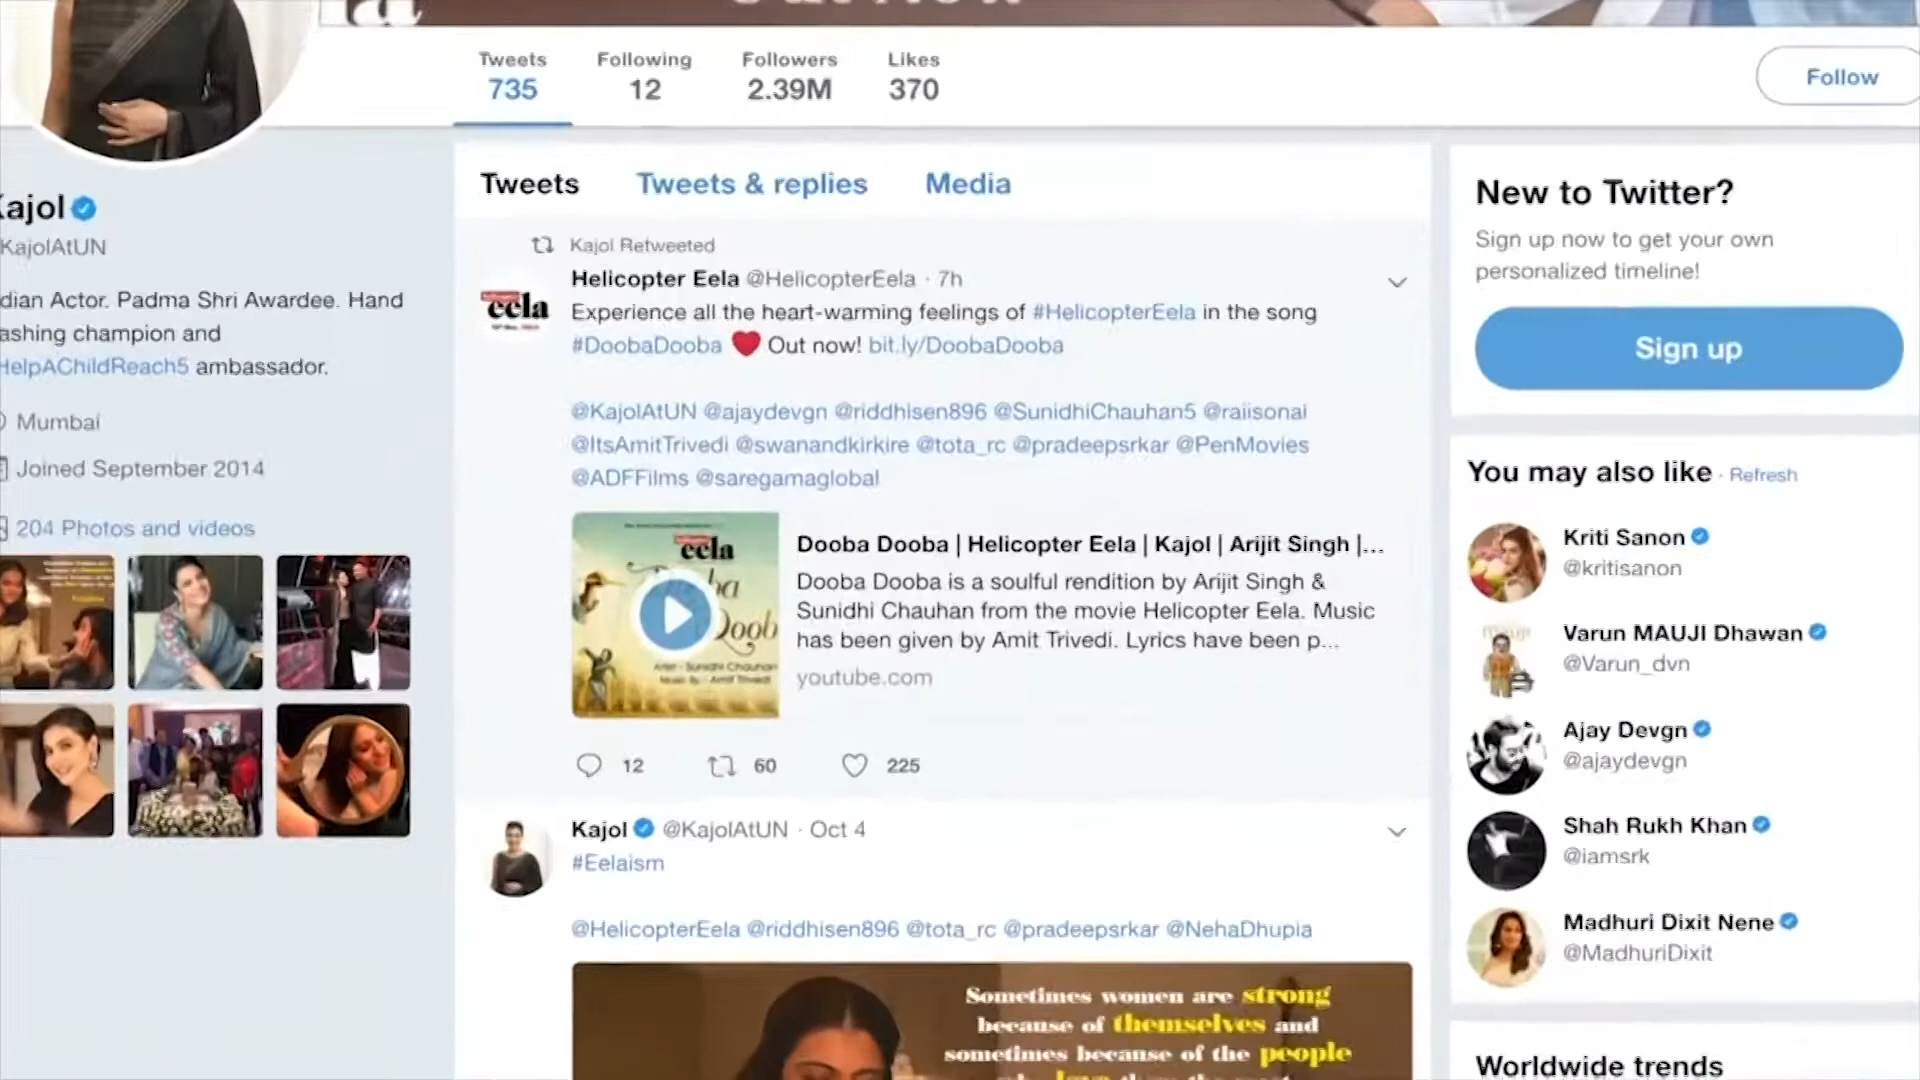 Tweets
735
Following
12
Followers
2.39M
Likes
370
Follow
Kajol
KajolAtUN
dian Actor. Padma Shri Awardee. Hand
ashing champion and
HelpAChildReach5 ambassador.
Mumbai
Joined September 2014
204 Photos and videos
Tweets
Tweets & replies
Media
Kajol Retweeted
Helicopter Eela @HelicopterEela · 7h
Experience all the heart-warming feelings of #HelicopterEela in the song
#DoobaDooba ❤ Out now! bit.ly/DoobaDooba
@KajolAtUN @ajaydevgn @riddhisen896 @SunidhiChauhan5 @raiisonai
@ItsAmitTrivedi @swanandkirkire @tota_rc @pradeepsrkar @PenMovies
@ADFFilms @saregamaglobal
eela
eela
Dooba Dooba | Helicopter Eela | Kajol | Arijit Singh |...
Dooba Dooba is a soulful rendition by Arijit Singh &
Sunidhi Chauhan from the movie Helicopter Eela. Music
has been given by Amit Trivedi. Lyrics have been p...
youtube.com
12
60
225
Kajol @KajolAtUN · Oct 4
#Eelaism
@HelicopterEela @riddhisen896 @tota_rc @pradeepsrkar @NehaDhupia
Sometimes women are strong
because of themselves and
sometimes because of the people
New to Twitter?
Sign up now to get your own
personalized timeline!
Sign up
You may also like · Refresh
Kriti Sanon
@kritisanon
Varun MAUJI Dhawan
@Varun_dvn
Ajay Devgn
@ajaydevgn
Shah Rukh Khan
@iamsrk
Madhuri Dixit Nene
@MadhuriDixit
Worldwide trends